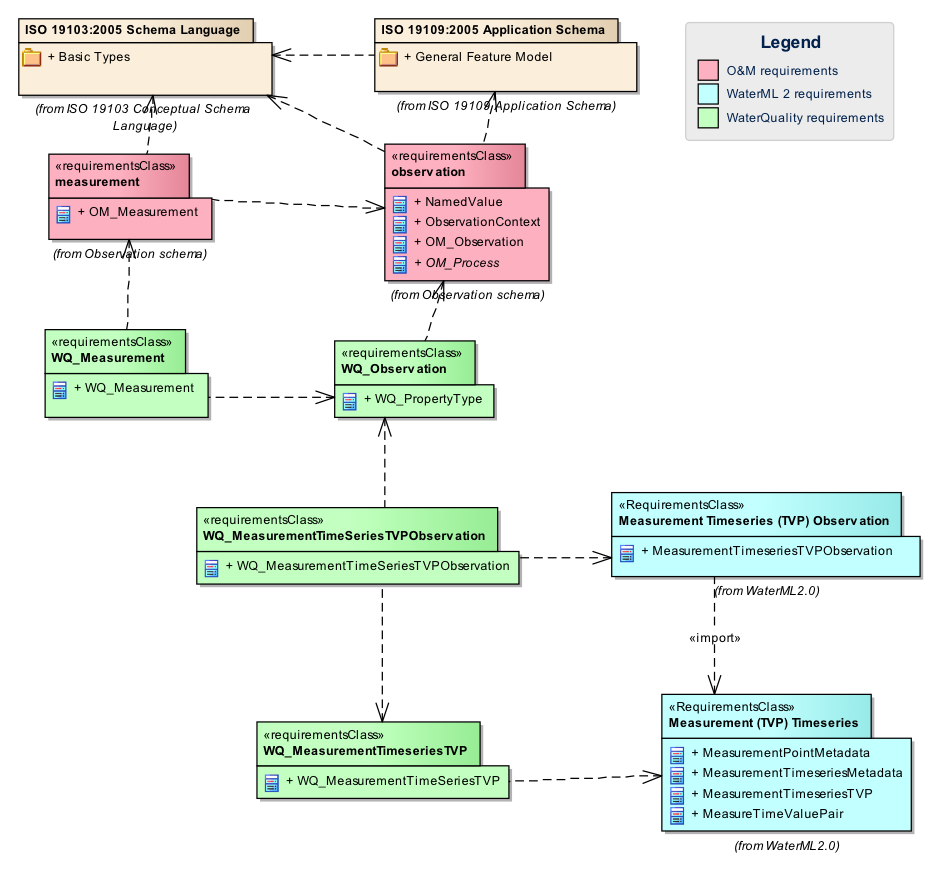 ISO 19103:2005 Schema Language
+ Basic Types
(from ISO 19103 Conceptual Schema
Language)
ISO 19109:2005 Application Schema
+ General Feature Model
(from ISO 19109 Application Schema)
Legend
O&M requirements
WaterML 2 requirements
WaterQuality requirements
«requirementsClass»
measurement
+ OM_Measurement
(from Observation schema)
«requirementsClass»
observation
+ NamedValue
+ ObservationContext
+ OM_Observation
+ OM_Process
(from Observation schema)
«requirementsClass»
WQ_Measurement
+ WQ_Measurement
«requirementsClass»
WQ_Observation
+ WQ_PropertyType
«requirementsClass»
WQ_MeasurementTimeSeriesTVPObservation
+ WQ_MeasurementTimeSeriesTVPObservation
«RequirementsClass»
Measurement Timeseries (TVP) Observation
+ MeasurementTimeseriesTVPObservation
(from WaterML2.0)
«import»
«requirementsClass»
WQ_MeasurementTimeseriesTVP
+ WQ_MeasurementTimeSeriesTVP
«RequirementsClass»
Measurement (TVP) Timeseries
+ MeasurementPointMetadata
+ MeasurementTimeseriesMetadata
+ MeasurementTimeseriesTVP
+ MeasureTimeValuePair
(from WaterML2.0)